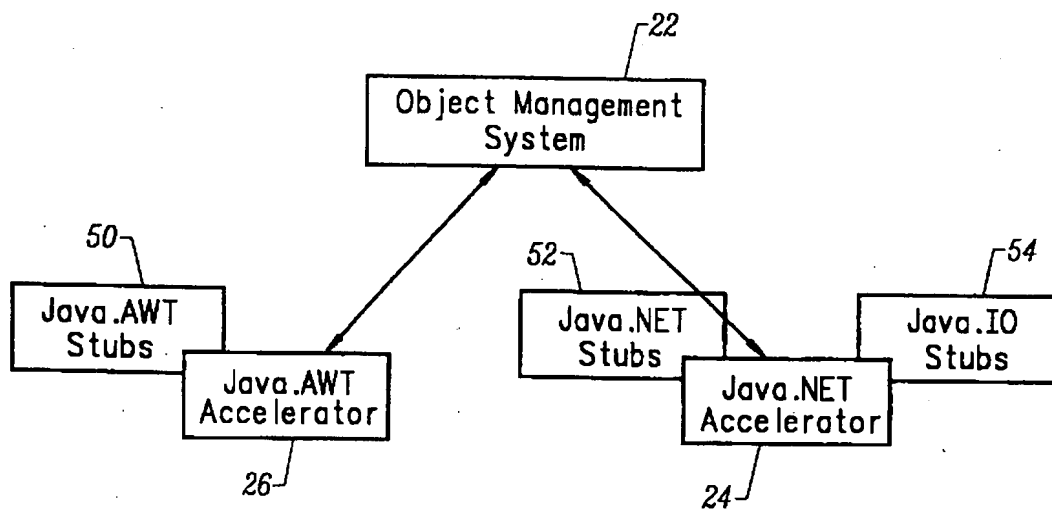 22
Object Management
System
50
Java.AWT
Stubs
Java.AWT
Accelerator
26
52
Java.NET
Stubs
54
Java.IO
Stubs
Java.NET
Accelerator
24